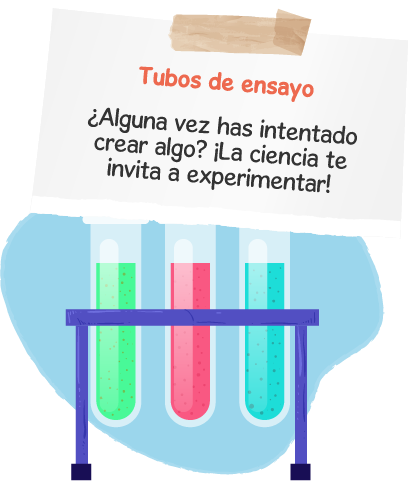 Tubos de ensayo
¿Alguna vez has intentado
crear algo? ¡La ciencia te
invita a experimentar!